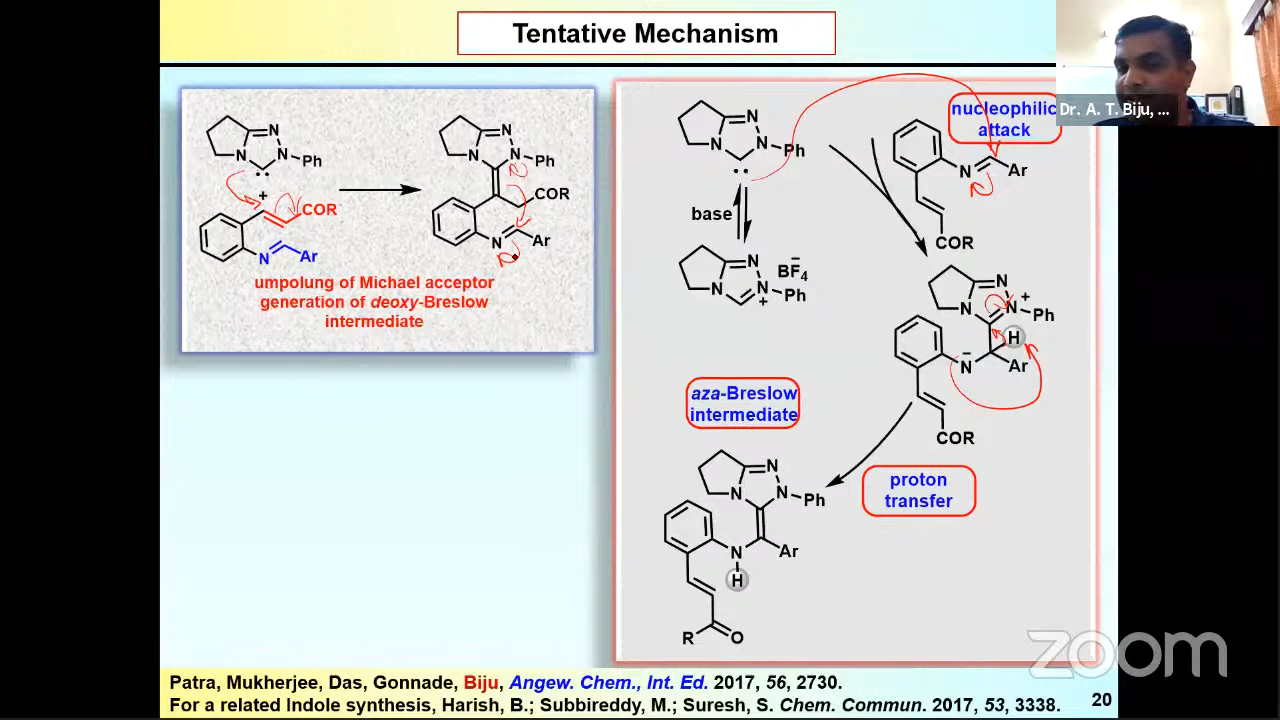 Tentative Mechanism
Dr. A. T. Biju, ...
N
N
N
Ph
+
COR
N
Ar
N
N
N
Ph
COR
N
Ar
umpolung of Michael acceptor
generation of deoxy-Breslow
intermediate
N
N
N
Ph
base
N
N
N
Ph
+
BF4
–
nucleophilic
attack
N
Ar
COR
N
N
N
+
Ph
H
N
–
Ar
COR
aza-Breslow
intermediate
proton
transfer
N
N
N
Ph
N
H
Ar
R
O
zoom
Patra, Mukherjee, Das, Gonnade, Biju, Angew. Chem., Int. Ed. 2017, 56, 2730.
For a related Indole synthesis, Harish, B.; Subbireddy, M.; Suresh, S. Chem. Commun. 2017, 53, 3338.
20